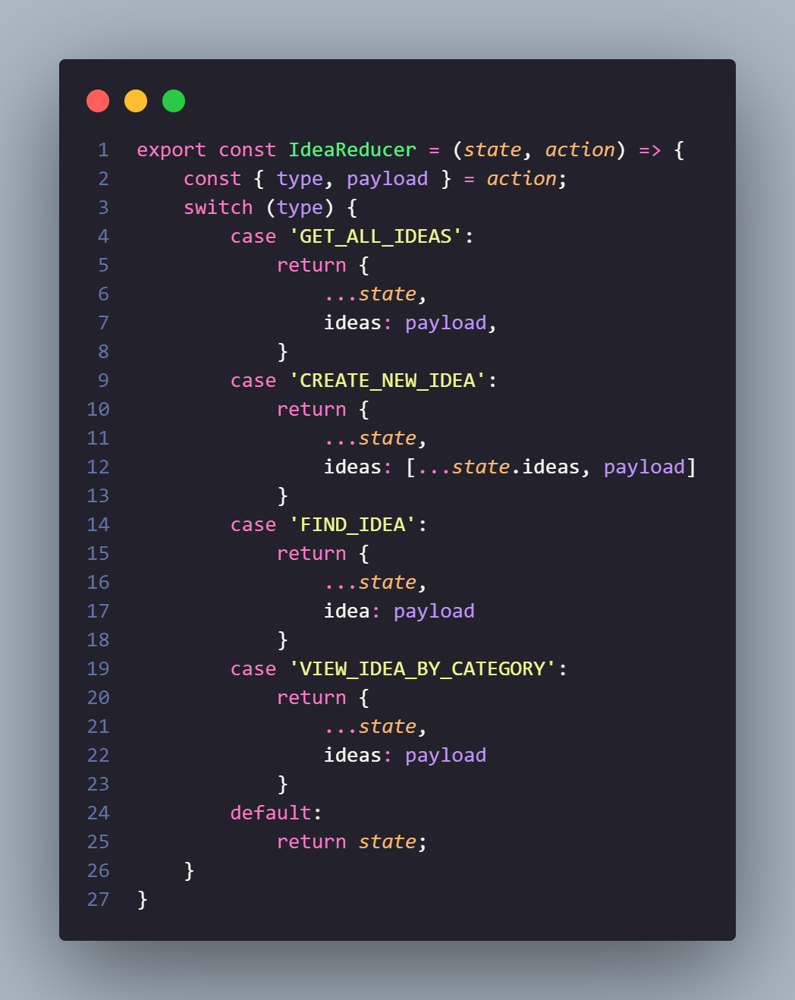 1 export const IdeaReducer = (state, action) => {
2     const { type, payload } = action;
3     switch (type) {
4         case 'GET_ALL_IDEAS':
5             return {
6                 ...state,
7                 ideas: payload,
8             }
9         case 'CREATE_NEW_IDEA':
10             return {
11                 ...state,
12                 ideas: [...state.ideas, payload]
13             }
14         case 'FIND_IDEA':
15             return {
16                 ...state,
17                 idea: payload
18             }
19         case 'VIEW_IDEA_BY_CATEGORY':
20             return {
21                 ...state,
22                 ideas: payload
23             }
24         default:
25             return state;
26     }
27 }